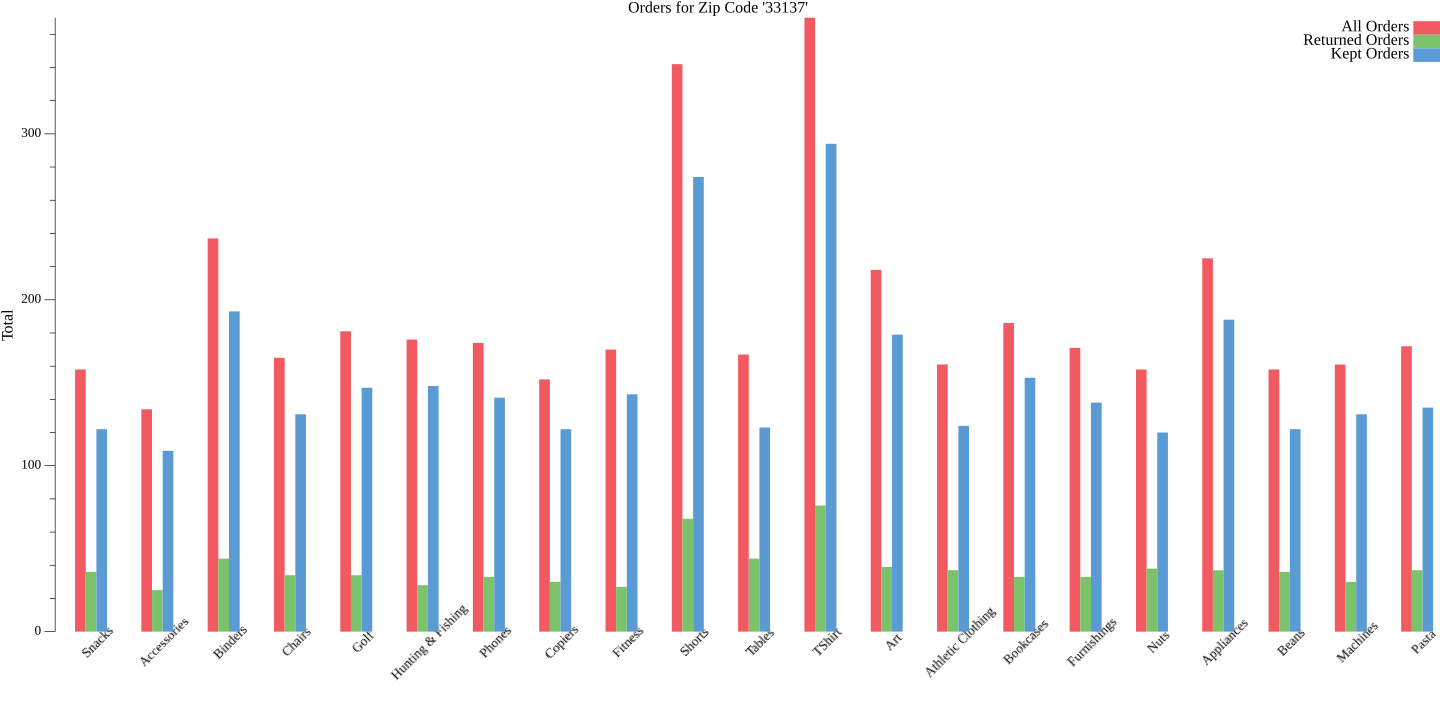 Orders for Zip Code '33137'
All Orders
Returned Orders
Kept Orders
Total
300
200
100
0
Snacks
Accessories
Binders
Chairs
Golf
Hunting & Fishing
Phones
Copiers
Fitness
Shorts
Tables
TShirt
Art
Athletic Clothing
Bookcases
Furnishings
Nuts
Appliances
Beans
Machines
Pasta